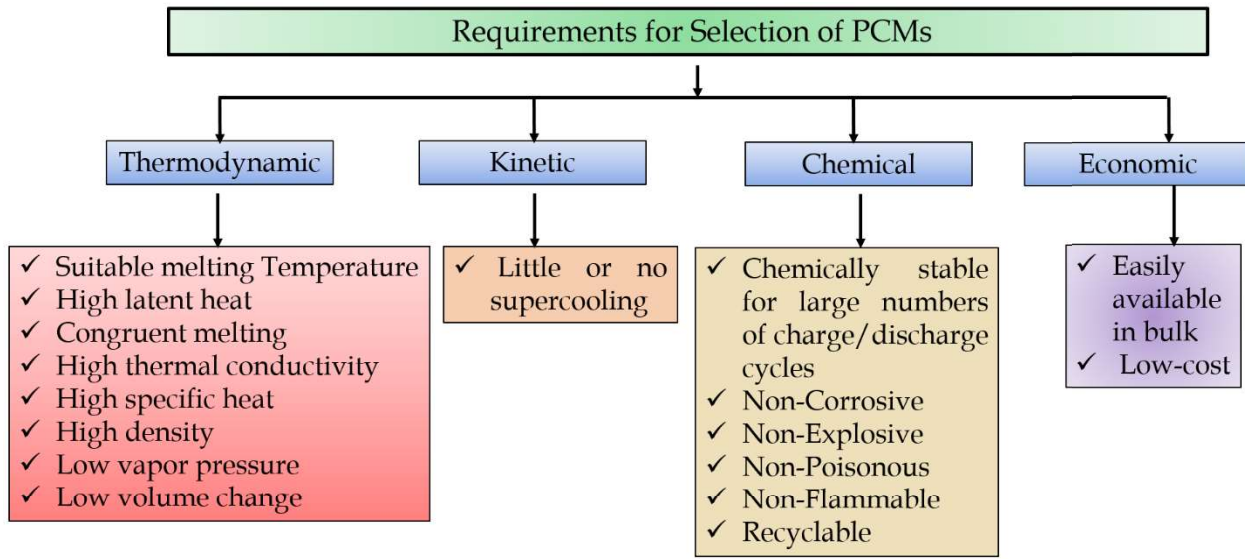 Requirements for Selection of PCMs
Thermodynamic
Kinetic
Chemical
Economic
✓ Suitable melting Temperature
✓ High latent heat
✓ Congruent melting
✓ High thermal conductivity
✓ High specific heat
✓ High density
✓ Low vapor pressure
✓ Low volume change
✓ Little or no
supercooling
✓ Chemically stable
for large numbers
of charge/discharge
cycles
✓ Non-Corrosive
✓ Non-Explosive
✓ Non-Poisonous
✓ Non-Flammable
✓ Recyclable
✓ Easily
available
in bulk
✓ Low-cost